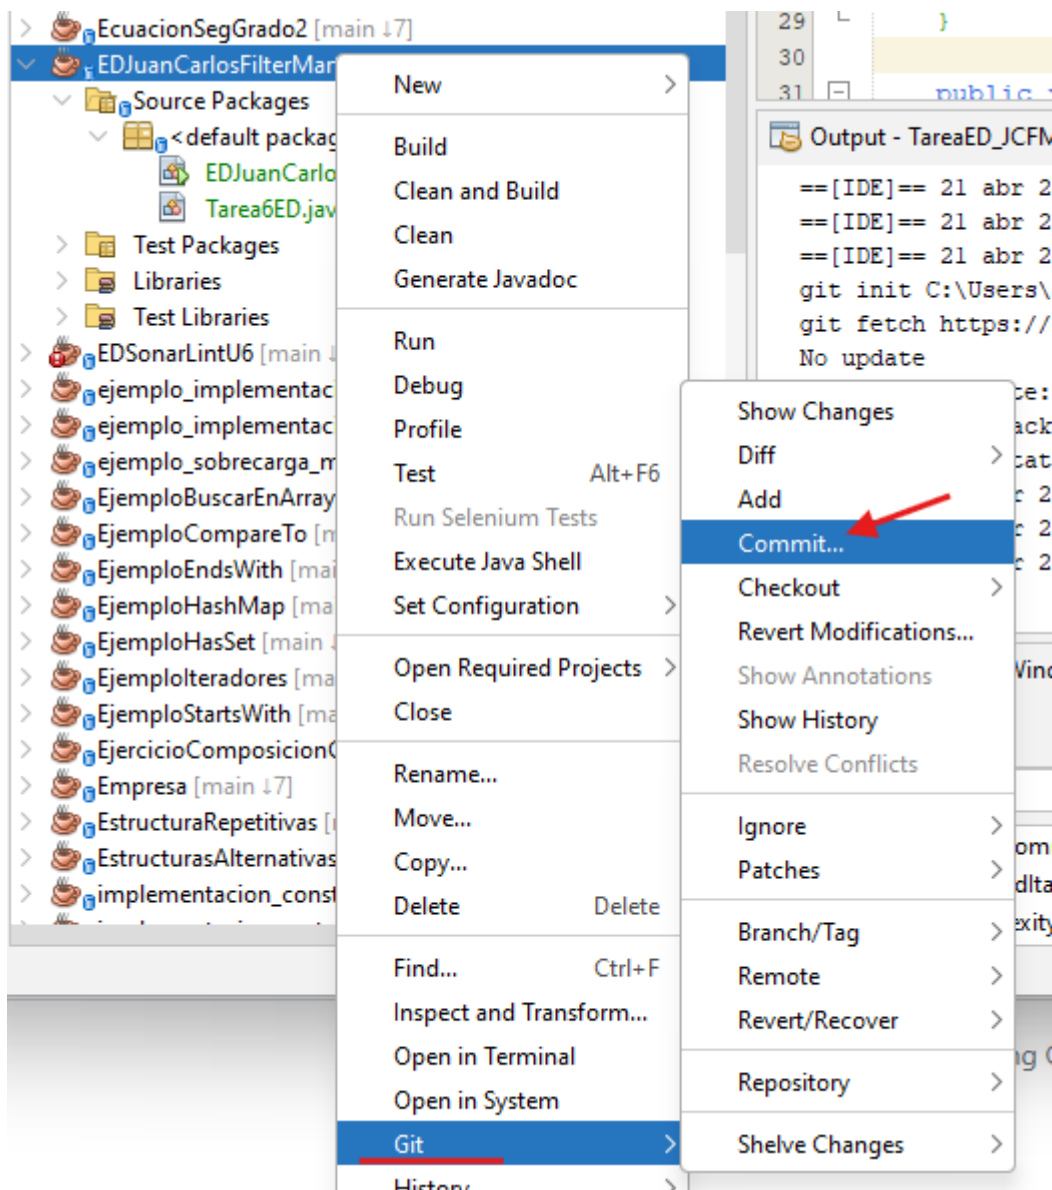 EcuacionSegGrado2 [main ↓7]
EDJuanCarlosFilterMar
Source Packages
<default packag
EDJuanCarlo
Tarea6ED.jav
Test Packages
Libraries
Test Libraries
EDSonarLintU6 [main
ejemplo_implementac
ejemplo_implementac
ejemplo_sobrecarga_m
EjemploBuscarEnArray
EjemploCompareTo [m
EjemploEndsWith [mai
EjemploHashMap [ma
EjemploHasSet [main
EjemploIteradores [ma
EjemploStartsWith [ma
EjercicioComposicion
Empresa [main ↓7]
EstructuraRepetitivas [
EstructurasAlternativas
implementacion_const
New
Build
Clean and Build
Clean
Generate Javadoc
Run
Debug
Profile
Test Alt+F6
Run Selenium Tests
Execute Java Shell
Set Configuration
Open Required Projects
Close
Rename...
Move...
Copy...
Delete Delete
Find... Ctrl+F
Inspect and Transform...
Open in Terminal
Open in System
Git
History
29 }
30
31 public
Output - TareaED_JCFM
==[IDE]== 21 abr 2
==[IDE]== 21 abr 2
==[IDE]== 21 abr 2
git init C:\Users\
git fetch https://
No update
Show Changes
Diff
Add
Commit...
Checkout
Revert Modifications...
Show Annotations
Show History
Resolve Conflicts
Ignore
Patches
Branch/Tag
Remote
Revert/Recover
Repository
Shelve Changes